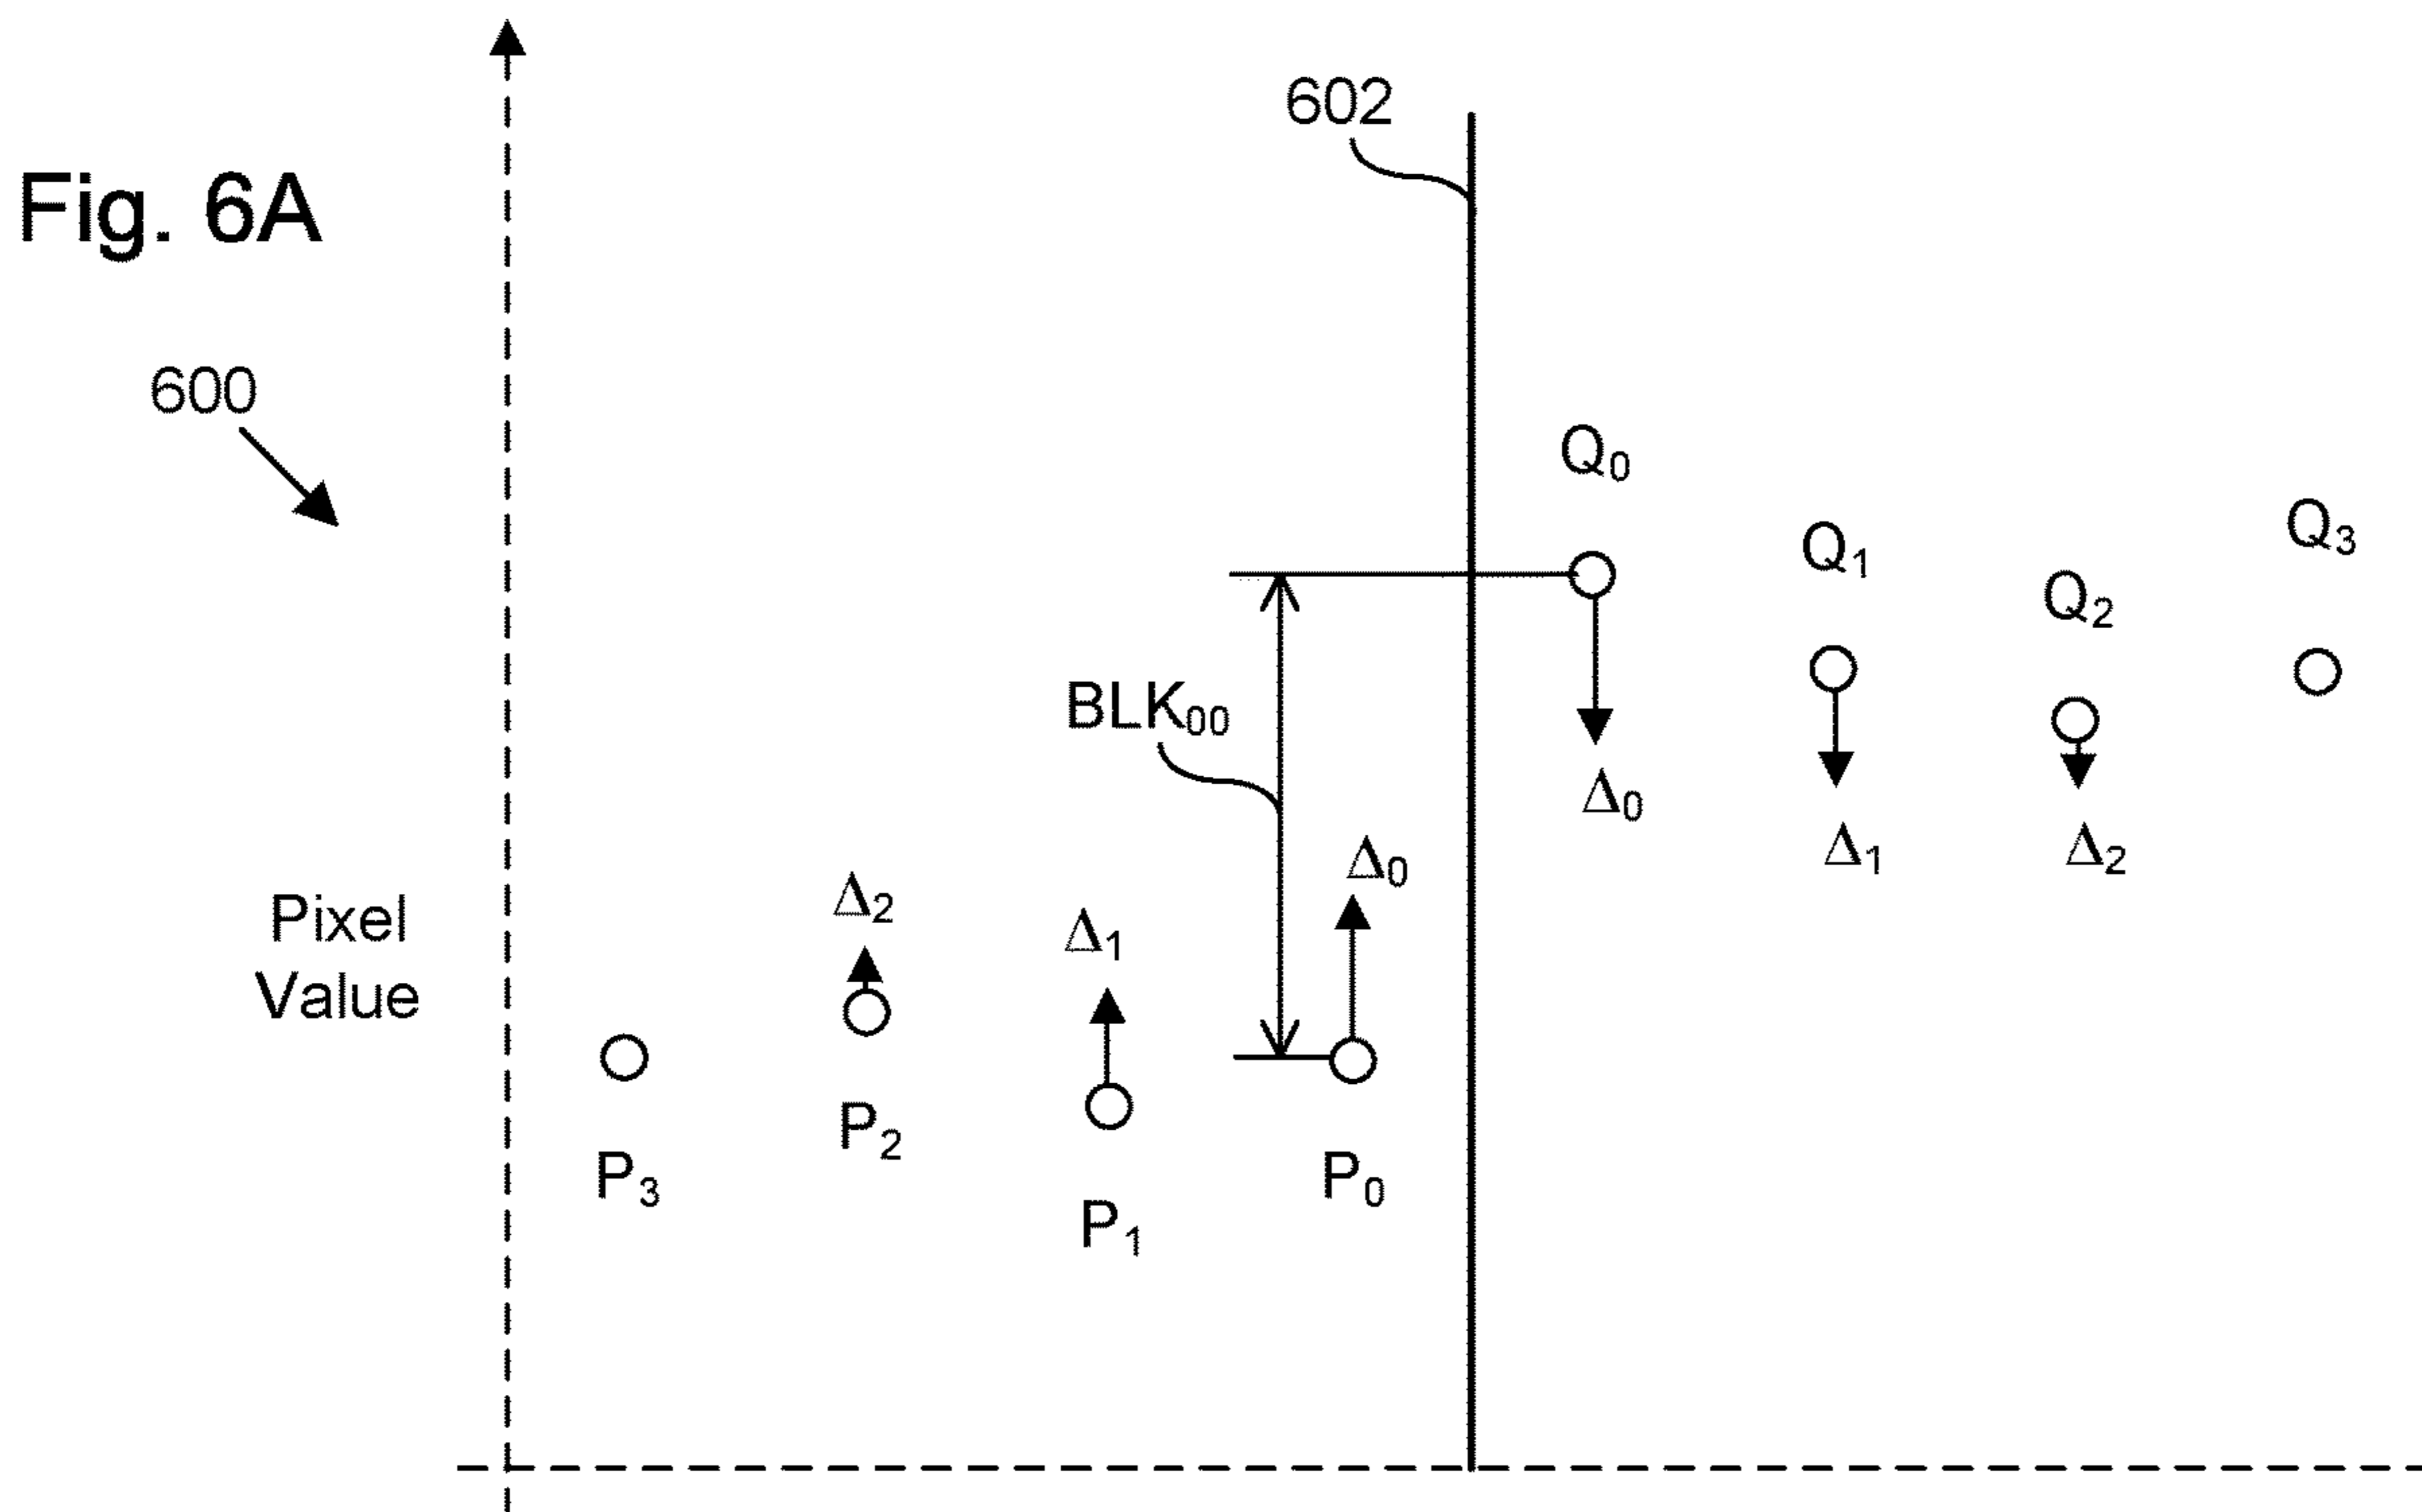 602
Fig. 6A
600
Q₀
Q₃
Q₁
Q₂
BLK₀₀
Δ₀
Δ₁
Δ₂
Δ₀
Δ₂
Δ₁
Pixel
Value
P₂
P₃
P₀
P₁